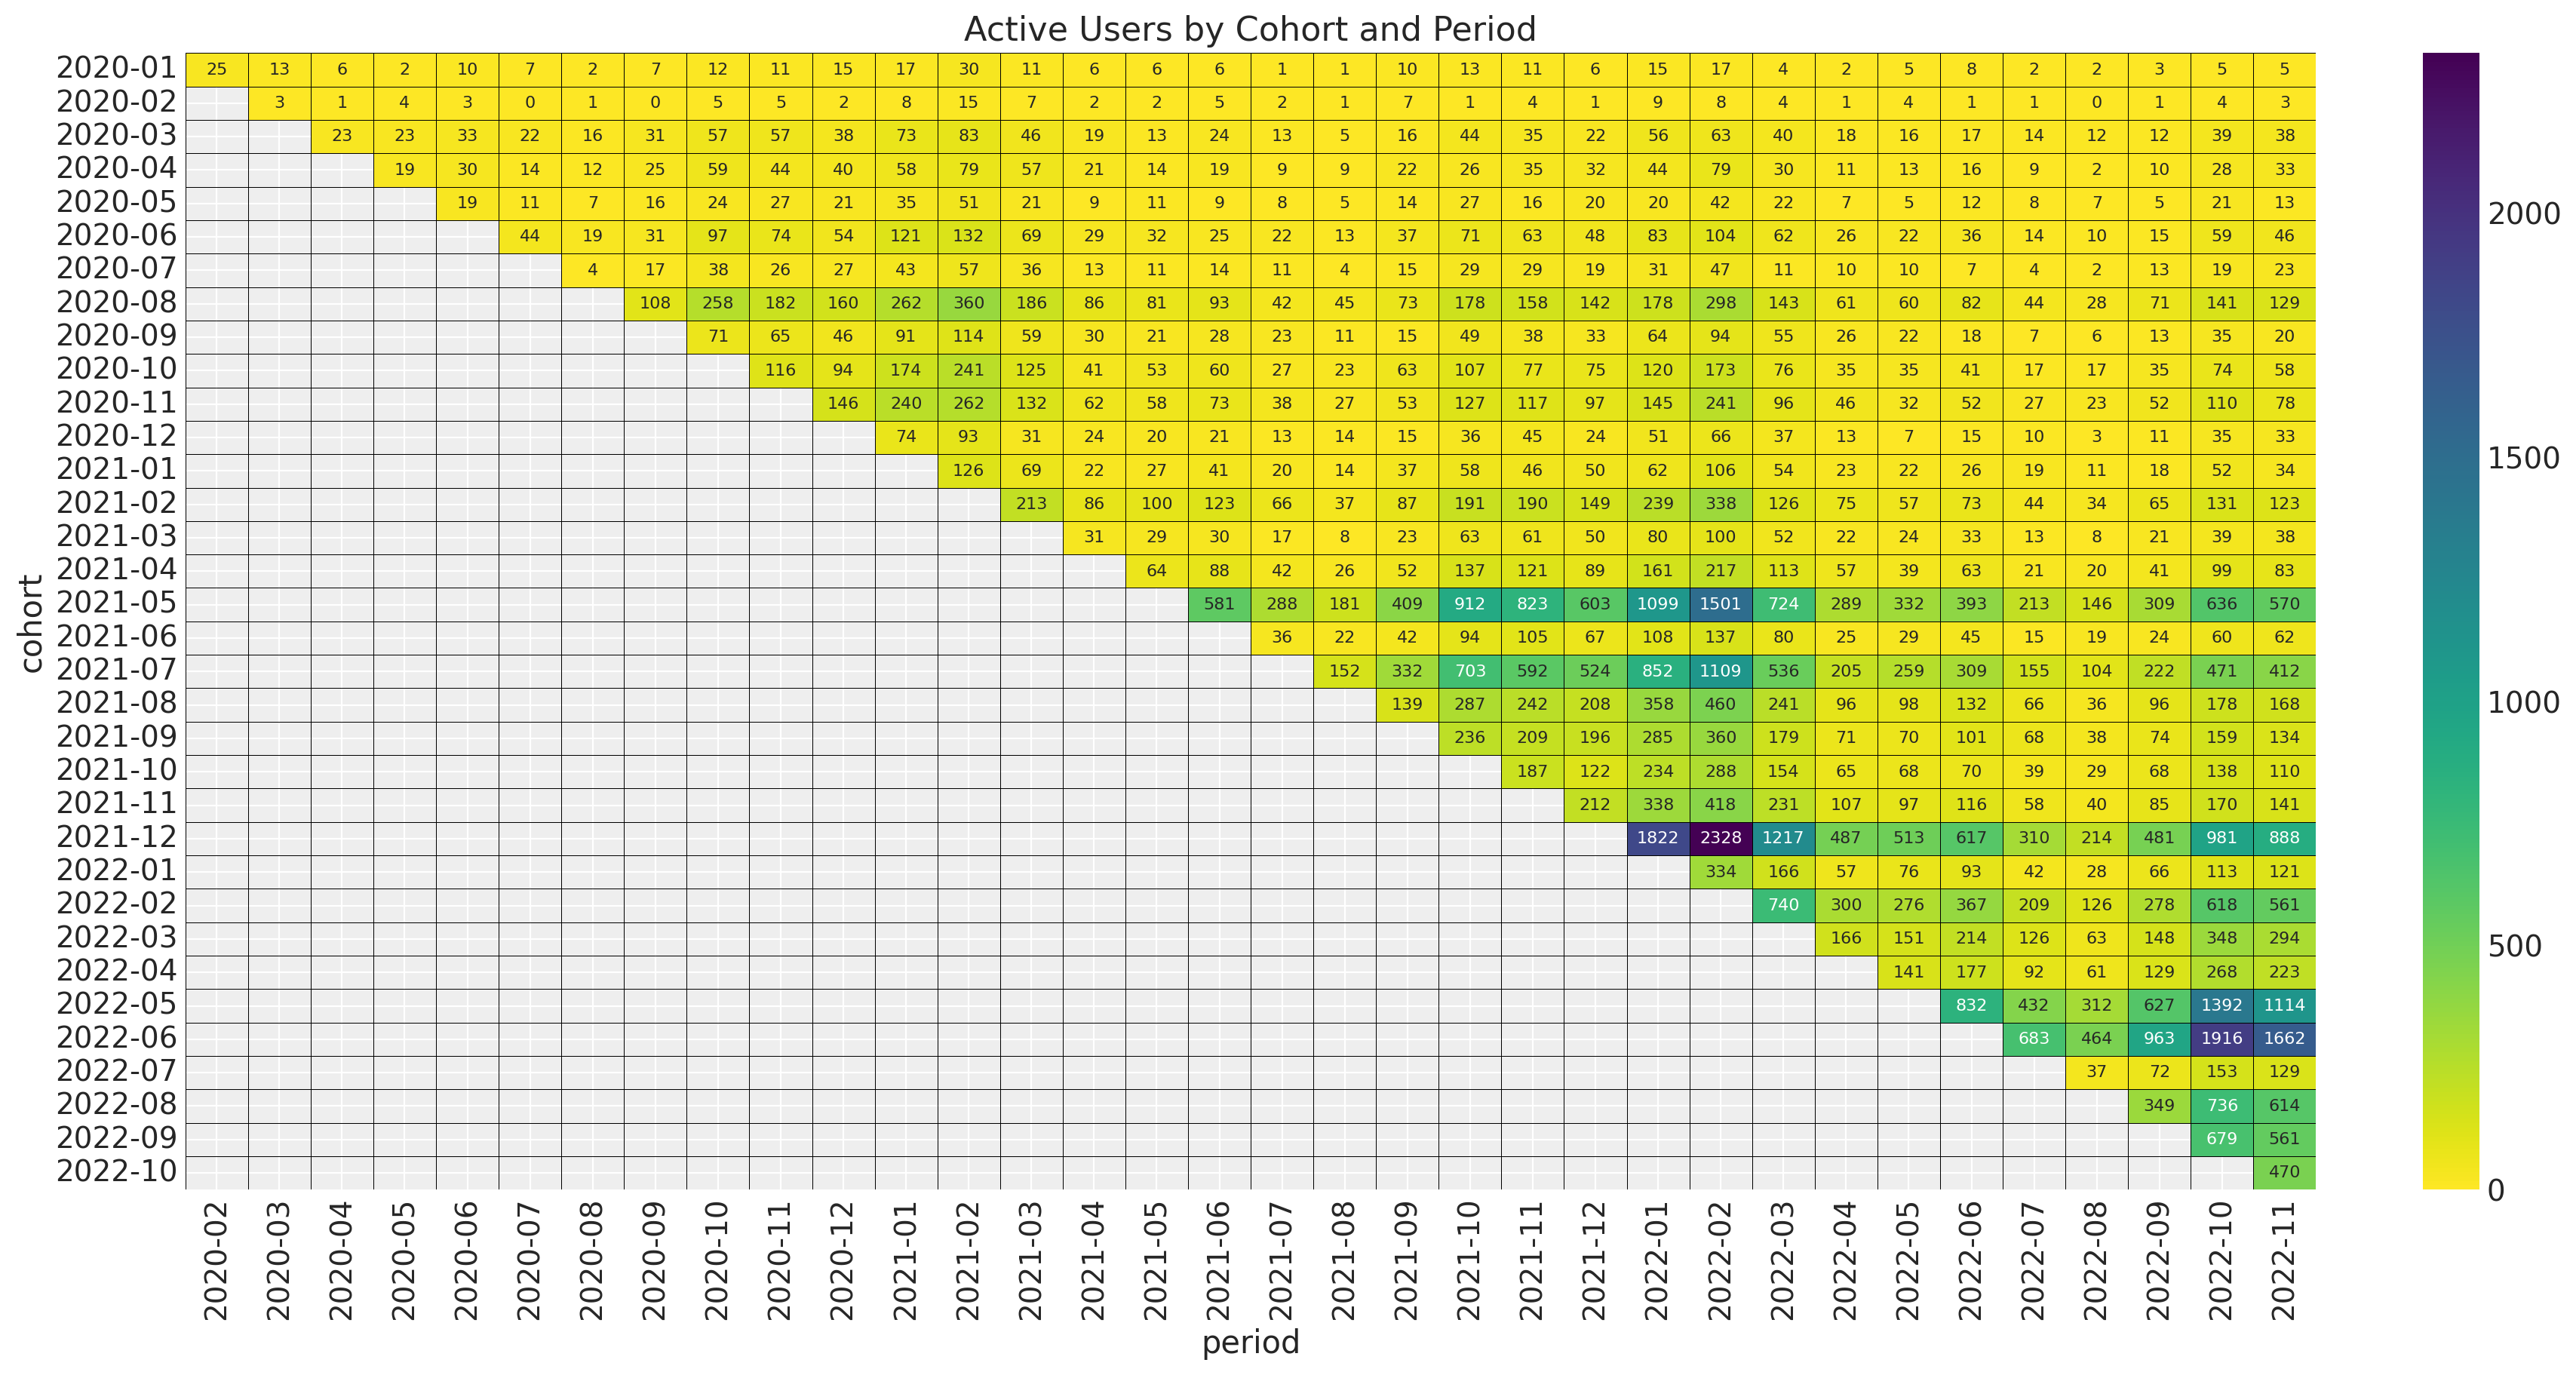 Active Users by Cohort and Period
2020-01 25 13 6 2 10 7 2 7 12 11 15 17 30 11 6 6 6 1 1 10 13 11 6 15 17 4 2 5 8 2 2 3 5 5
2020-02 3 1 4 3 0 1 0 5 5 2 8 15 7 2 2 5 2 1 7 1 4 1 9 8 4 1 4 1 1 0 1 4 3
2020-03 23 23 33 22 16 31 57 57 38 73 83 46 19 13 24 13 5 16 44 35 22 56 63 40 18 16 17 14 12 12 39 38
2020-04 19 30 14 12 25 59 44 40 58 79 57 21 14 19 9 9 22 26 35 32 44 79 30 11 13 16 9 2 10 28 33
2020-05 19 11 7 16 24 27 21 35 51 21 9 11 9 8 5 14 27 16 20 20 42 22 7 5 12 8 7 5 21 13
2020-06 44 19 31 97 74 54 121 132 69 29 32 25 22 13 37 71 63 48 83 104 62 26 22 36 14 10 15 59 46
2020-07 4 17 38 26 27 43 57 36 13 11 14 11 4 15 29 29 19 31 47 11 10 10 7 4 2 13 19 23
2020-08 108 258 182 160 262 360 186 86 81 93 42 45 73 178 158 142 178 298 143 61 60 82 44 28 71 141 129
2020-09 71 65 46 91 114 59 30 21 28 23 11 15 49 38 33 64 94 55 26 22 18 7 6 13 35 20
2020-10 116 94 174 241 125 41 53 60 27 23 63 107 77 75 120 173 76 35 35 41 17 17 35 74 58
2020-11 146 240 262 132 62 58 73 38 27 53 127 117 97 145 241 96 46 32 52 27 23 52 110 78
2020-12 74 93 31 24 20 21 13 14 15 36 45 24 51 66 37 13 7 15 10 3 11 35 33
2021-01 126 69 22 27 41 20 14 37 58 46 50 62 106 54 23 22 26 19 11 18 52 34
2021-02 213 86 100 123 66 37 87 191 190 149 239 338 126 75 57 73 44 34 65 131 123
2021-03 31 29 30 17 8 23 63 61 50 80 100 52 22 24 33 13 8 21 39 38
2021-04 64 88 42 26 52 137 121 89 161 217 113 57 39 63 21 20 41 99 83
2021-05 581 288 181 409 912 823 603 1099 1501 724 289 332 393 213 146 309 636 570
2021-06 36 22 42 94 105 67 108 137 80 25 29 45 15 19 24 60 62
2021-07 152 332 703 592 524 852 1109 536 205 259 309 155 104 222 471 412
2021-08 139 287 242 208 358 460 241 96 98 132 66 36 96 178 168
2021-09 236 209 196 285 360 179 71 70 101 68 38 74 159 134
2021-10 187 122 234 288 154 65 68 70 39 29 68 138 110
2021-11 212 338 418 231 107 97 116 58 40 85 170 141
2021-12 1822 2328 1217 487 513 617 310 214 481 981 888
2022-01 334 166 57 76 93 42 28 66 113 121
2022-02 740 300 276 367 209 126 278 618 561
2022-03 166 151 214 126 63 148 348 294
2022-04 141 177 92 61 129 268 223
2022-05 832 432 312 627 1392 1114
2022-06 683 464 963 1916 1662
2022-07 37 72 153 129
2022-08 349 736 614
2022-09 679 561
2022-10 470
cohort
2020-02 2020-03 2020-04 2020-05 2020-06 2020-07 2020-08 2020-09 2020-10 2020-11 2020-12 2021-01 2021-02 2021-03 2021-04 2021-05 2021-06 2021-07 2021-08 2021-09 2021-10 2021-11 2021-12 2022-01 2022-02 2022-03 2022-04 2022-05 2022-06 2022-07 2022-08 2022-09 2022-10 2022-11
period
2000
1500
1000
500
0